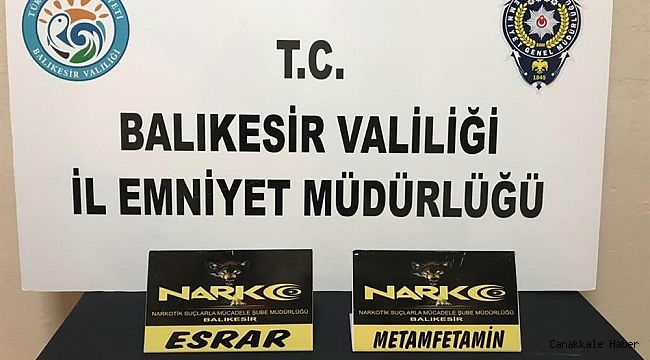 BALIKESİR VALİLİĞİ
1845
T.C.
BALIKESİR VALİLİĞİ
İL EMNİYET MÜDÜRLÜĞÜ
NARKO
NARKOTİK SUÇLARLA MÜCADELE ŞUBE MÜDÜRLÜĞÜ
BALIKESİR
ESRAR
NARKO
NARKOTİK SUÇLARLA MÜCADELE ŞUBE MÜDÜRLÜĞÜ
BALIKESİR
METAMFETAMİN
Canakkale Haber